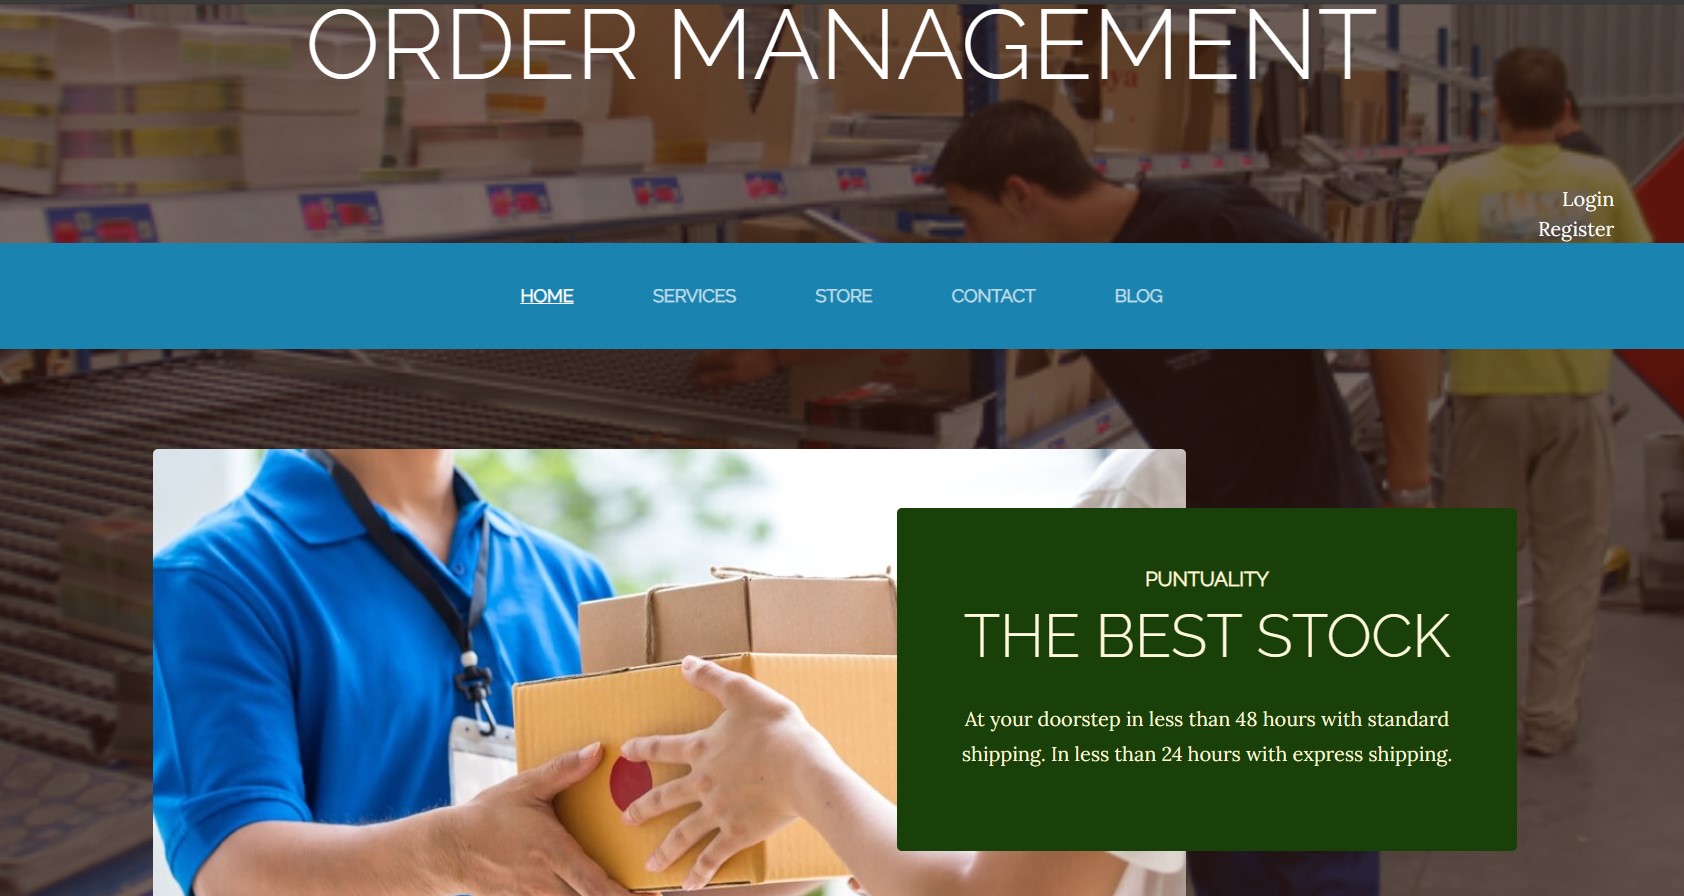 ORDER MANAGEMENT
Login
Register
HOME SERVICES STORE CONTACT BLOG
PUNTUALITY
THE BEST STOCK
At your doorstep in less than 48 hours with standard
shipping. In less than 24 hours with express shipping.